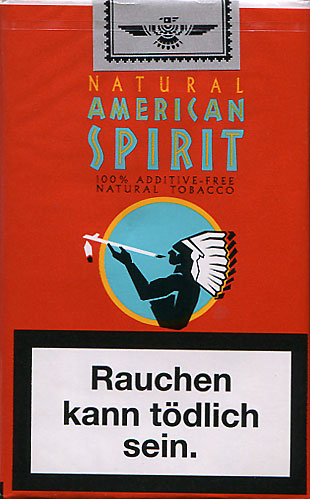 NATURAL
AMERICAN
SPIRIT
100% ADDITIVE-FREE
NATURAL TOBACCO
Rauchen
kann tödlich
sein.